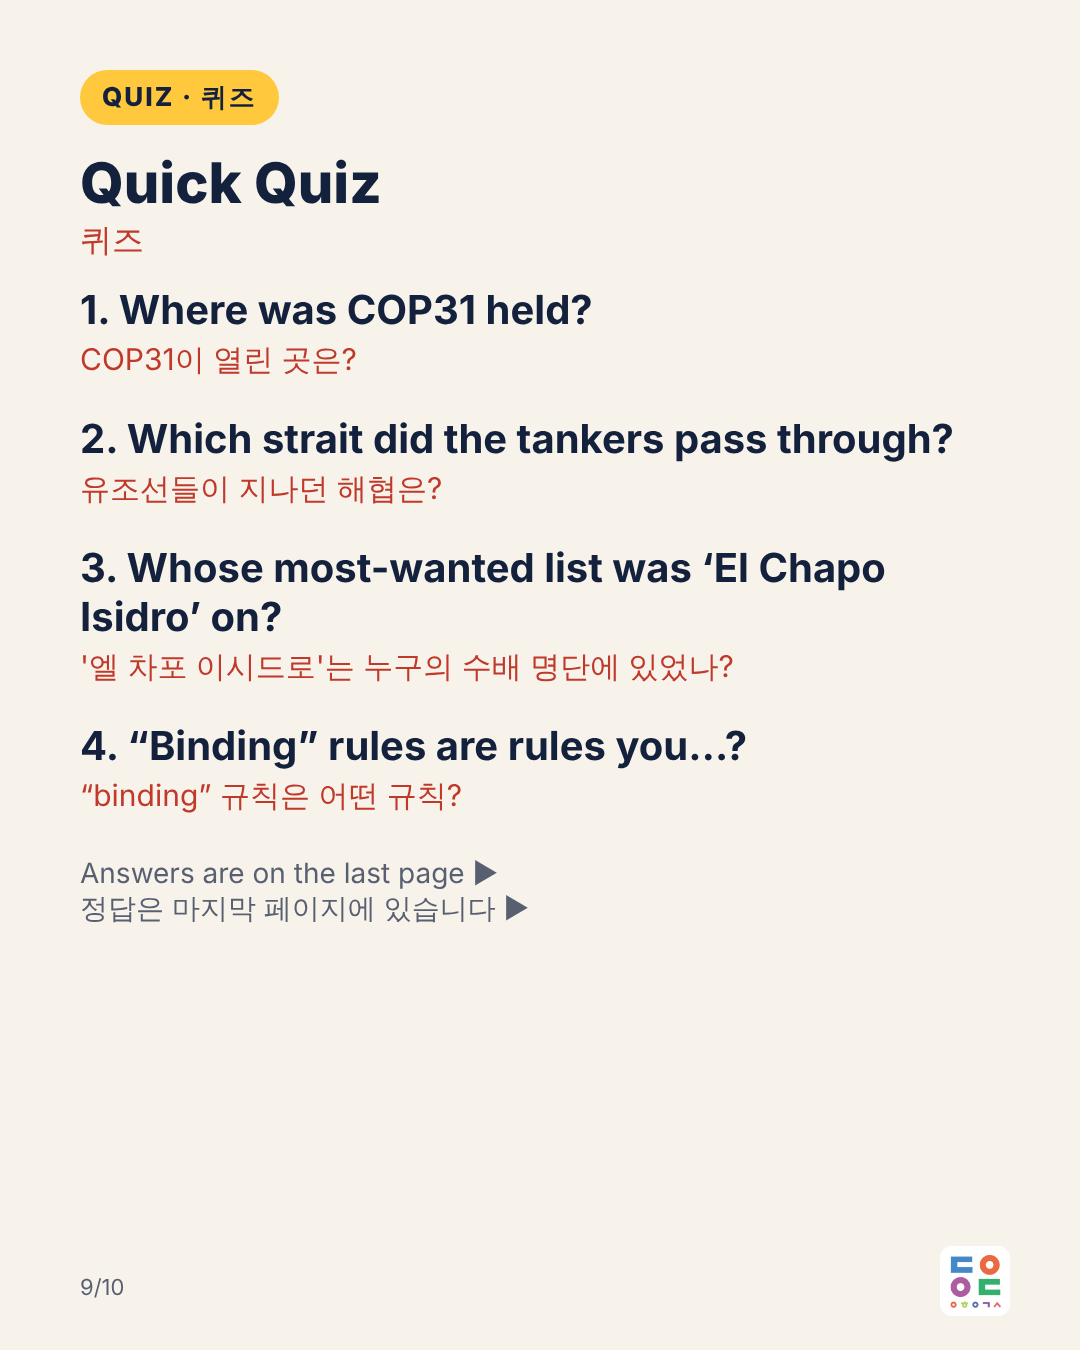 QUIZ · 퀴즈
Quick Quiz
퀴즈
1. Where was COP31 held?
COP31이 열린 곳은?
2. Which strait did the tankers pass through?
유조선들이 지나던 해협은?
3. Whose most-wanted list was ‘El Chapo
Isidro’ on?
'엘 차포 이시드로'는 누구의 수배 명단에 있었나?
4. “Binding” rules are rules you…?
“binding” 규칙은 어떤 규칙?
Answers are on the last page ▶
정답은 마지막 페이지에 있습니다 ▶
9/10